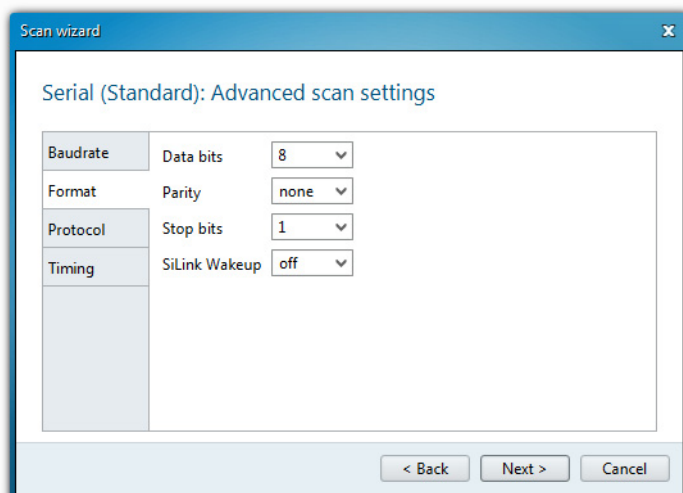 Scan wizard
Serial (Standard): Advanced scan settings
Baudrate
Format
Protocol
Timing
Data bits 8
Parity none
Stop bits 1
SiLink Wakeup off
< Back Next > Cancel